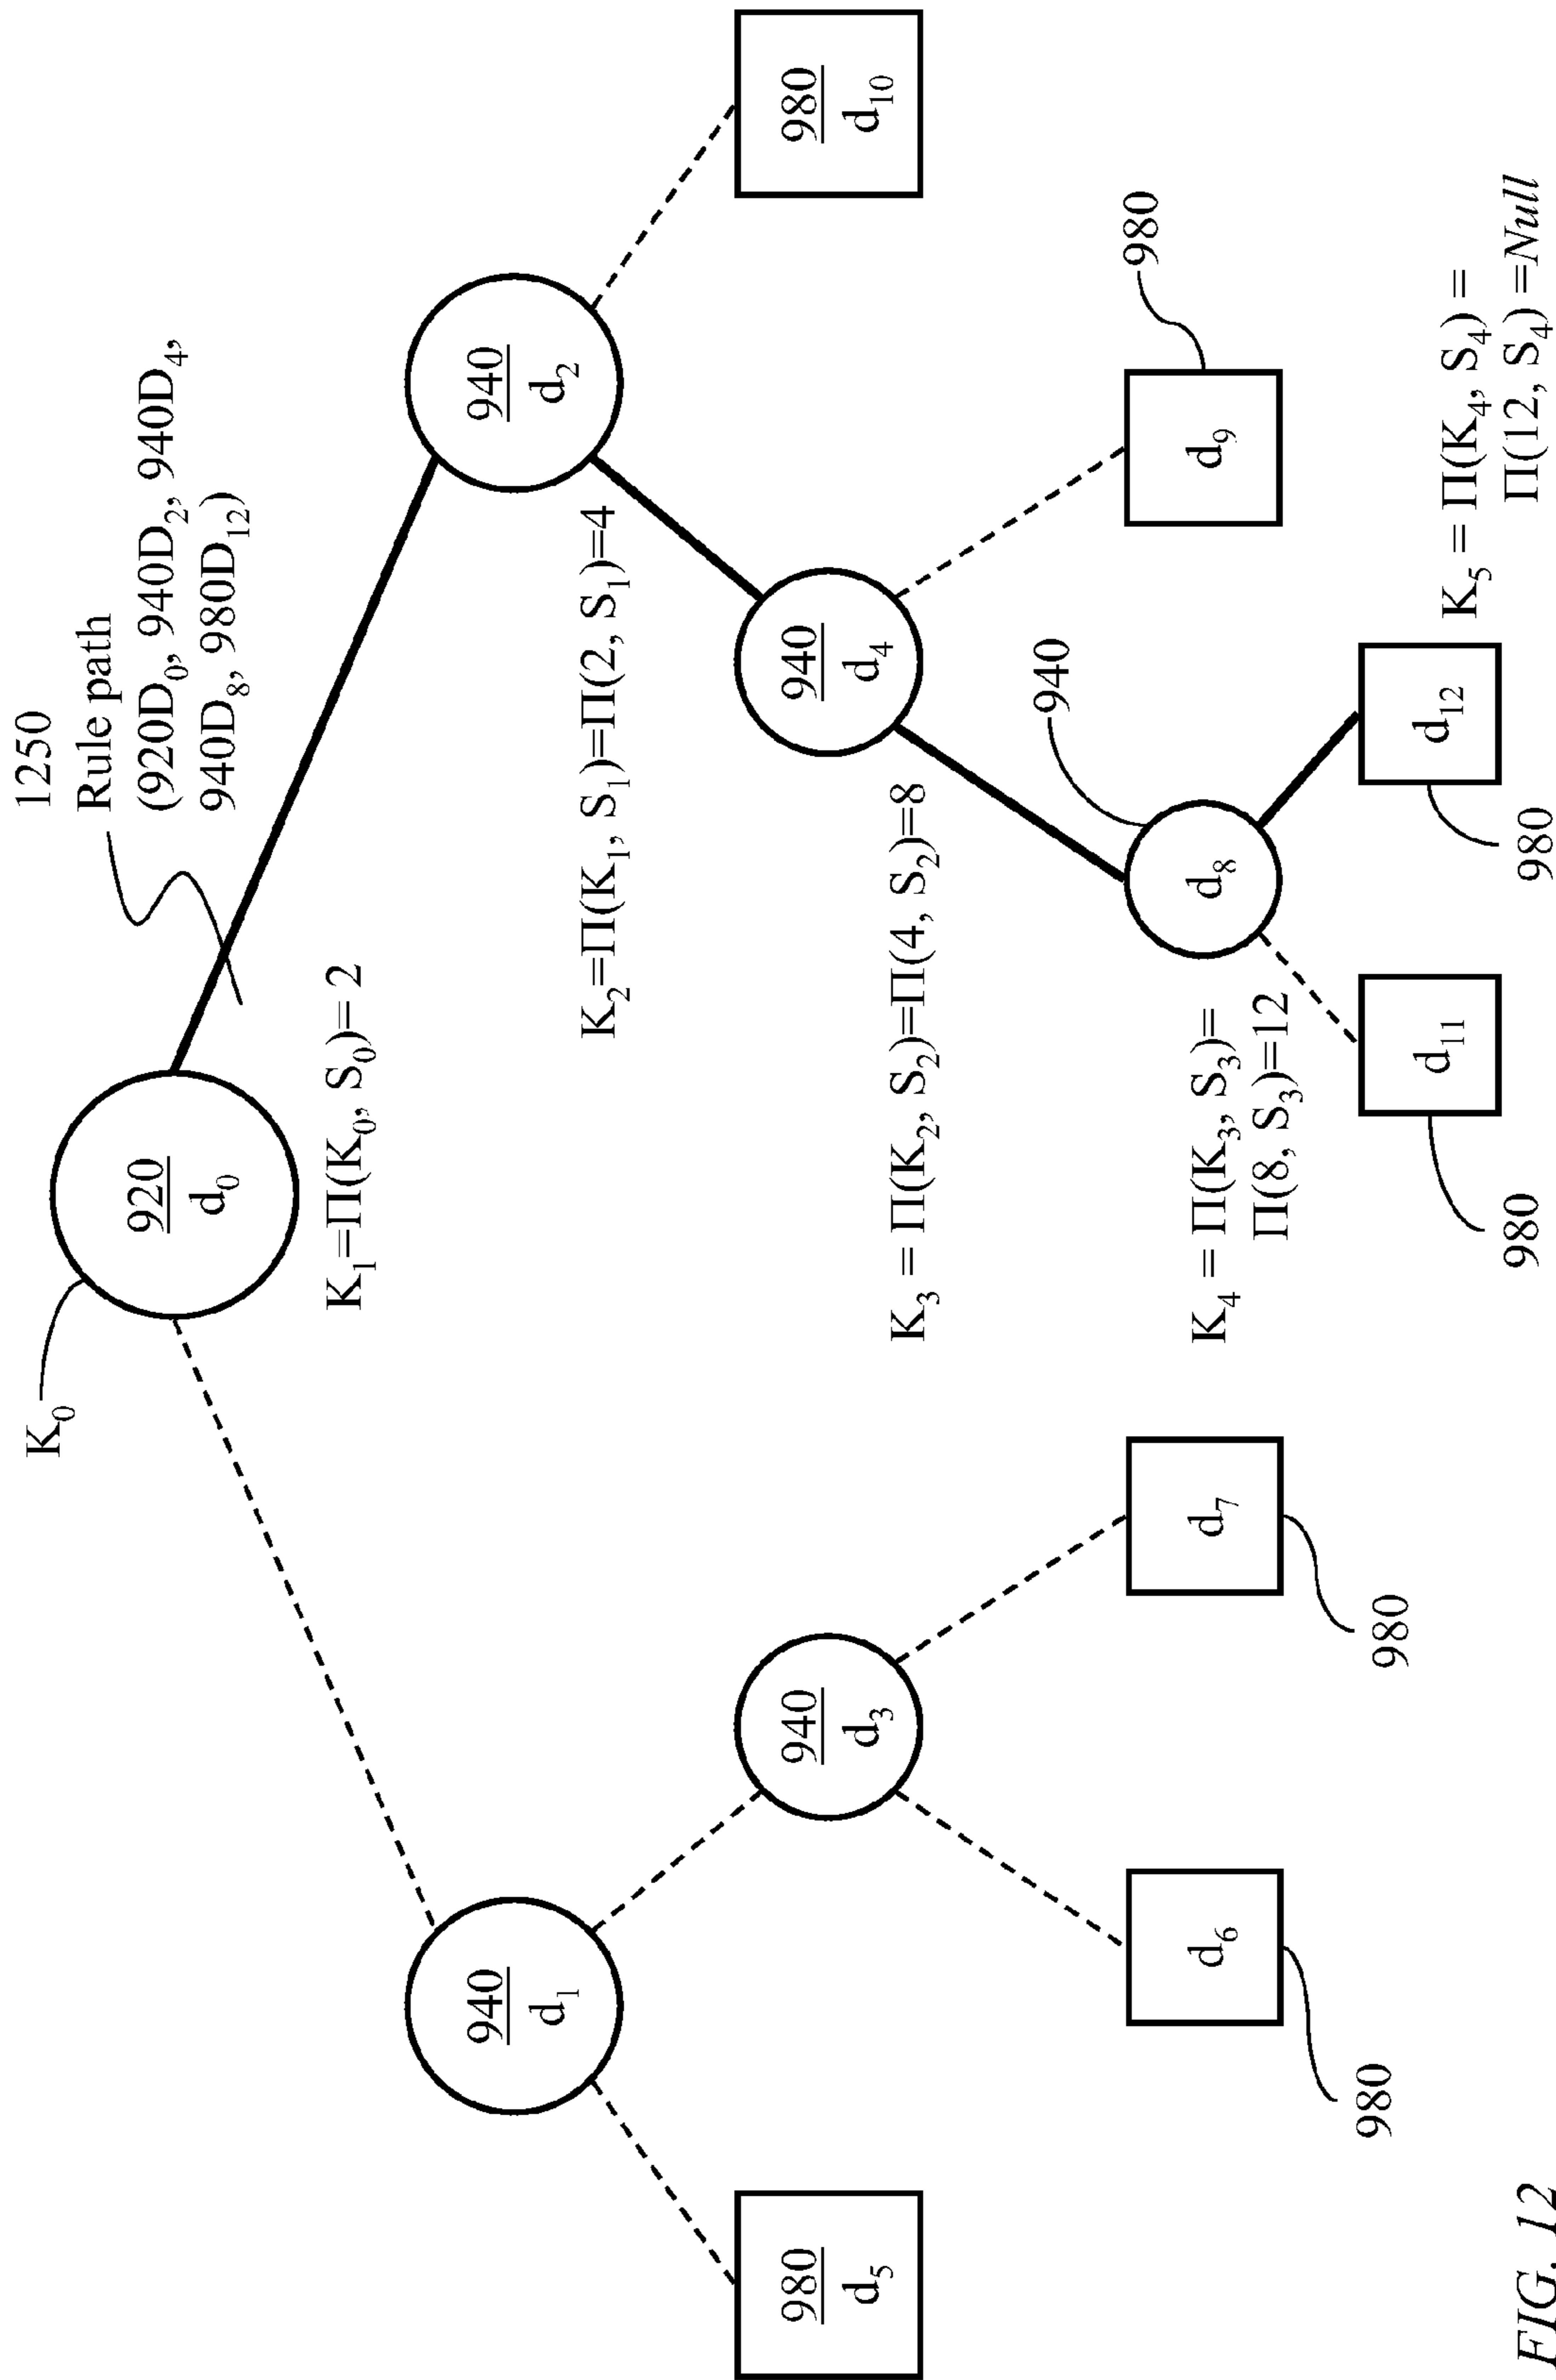 1250
Rule path
(920D₀, 940D₂, 940D₄,
940D₈, 980D₁₂)
K₀
920
d₀
K₁=Π(K₀, S₀)= 2
940
d₁
940
d₂
K₂=Π(K₁, S₁)=Π(2, S₁)=4
980
d₅
940
d₃
940
d₄
980
d₁₀
K₃ = Π(K₂, S₂)=Π(4, S₂)=8
940
980
d₆
d₇
d₈
d₉
K₄ = Π(K₃, S₃)=
Π(8, S₃)=12
980
980
d₁₁
d₁₂
K₅ = Π(K₄, S₄) =
Π(12, S₄) =Null
980
980
FIG. 12